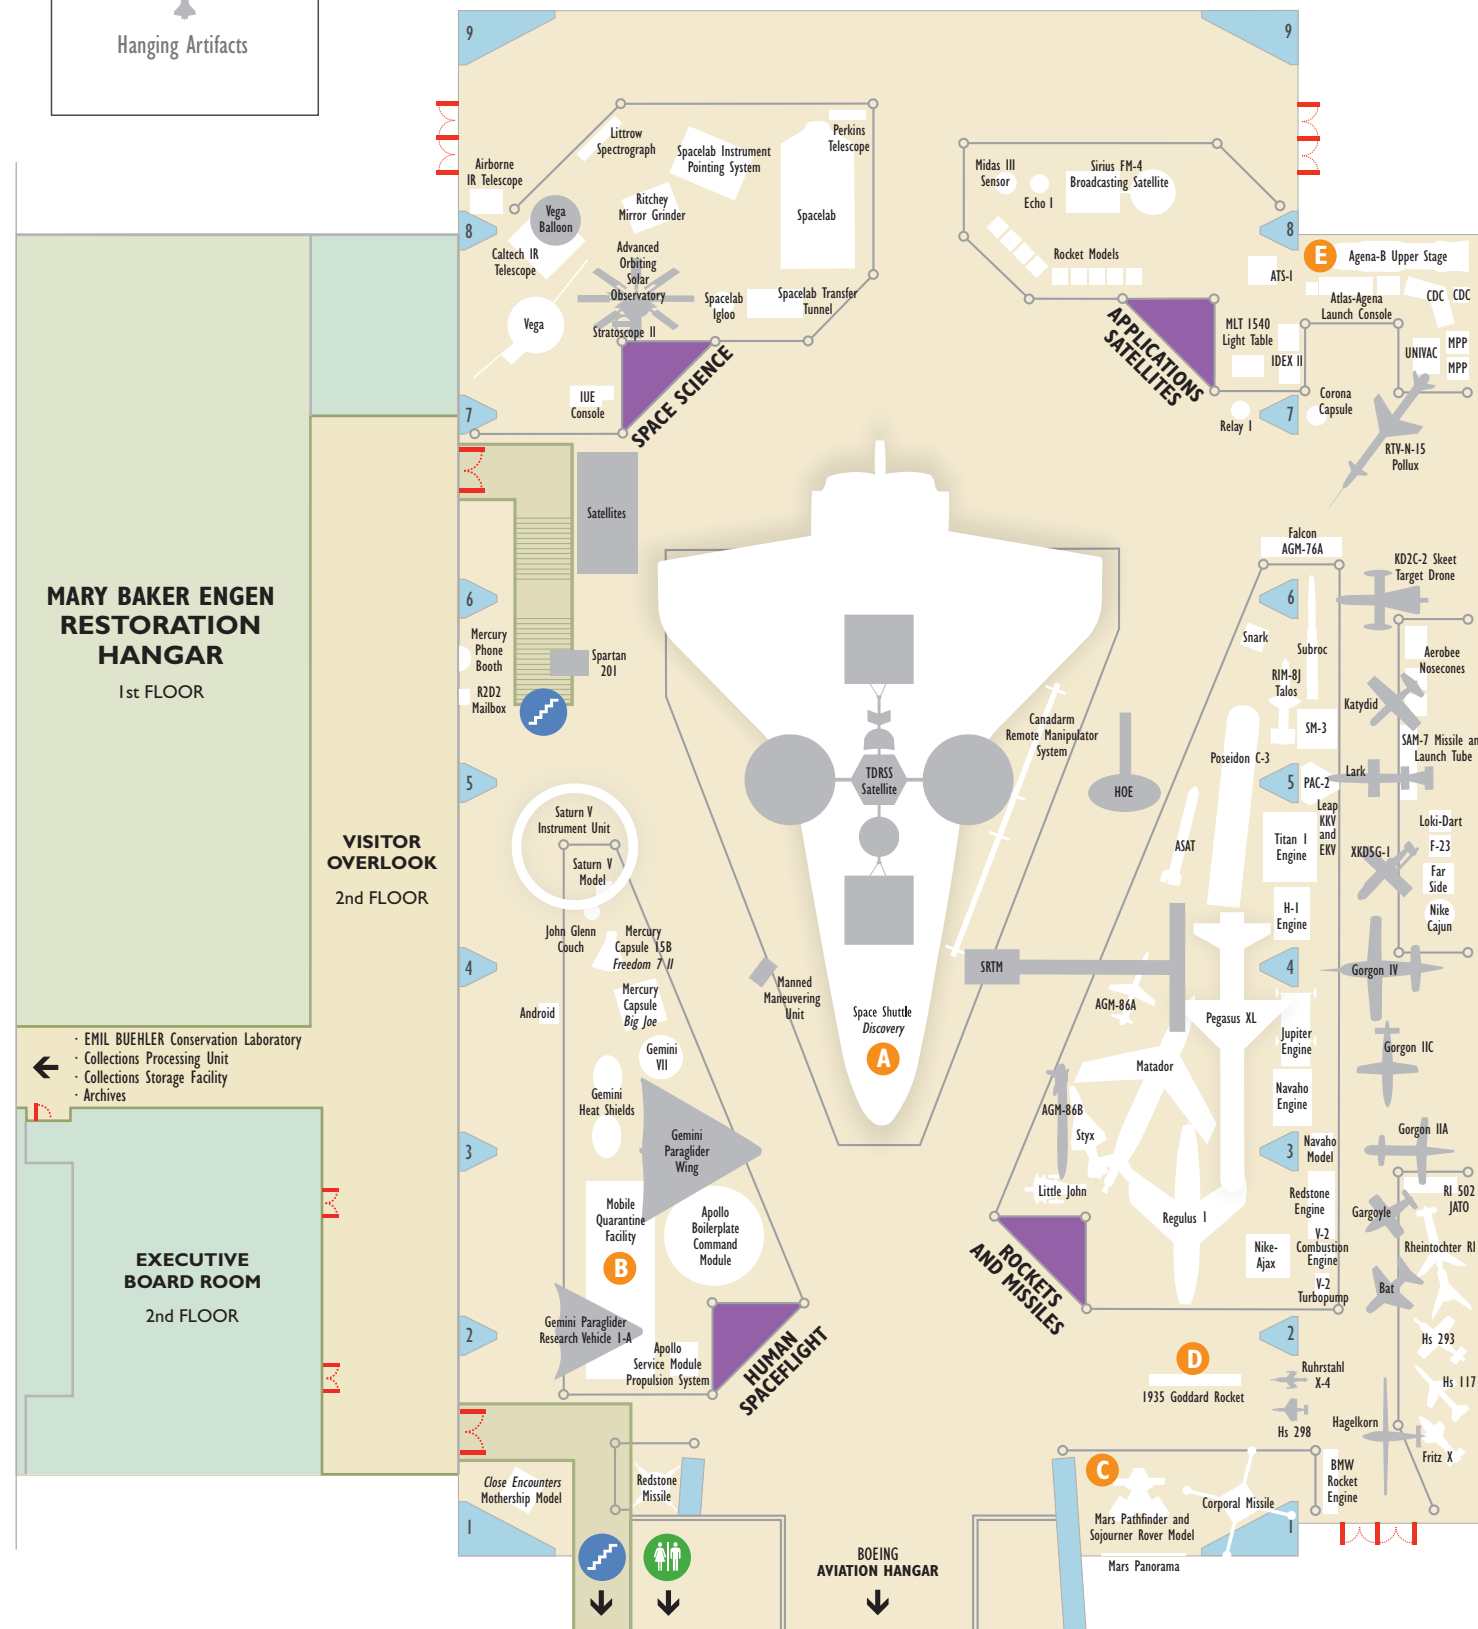 Hanging Artifacts
9
9
Littrow
Spectrograph
Spacelab Instrument
Pointing System
Perkins
Telescope
Airborne
IR Telescope
Ritchey
Mirror Grinder
Spacelab
Vega
Balloon
8
Caltech IR
Telescope
Advanced
Orbiting
Solar
Observatory
Spacelab
Igloo
Spacelab Transfer
Tunnel
Vega
Stratoscope II
IUE
Console
7
SPACE SCIENCE
Midas III
Sensor
Echo I
Sirius FM-4
Broadcasting Satellite
Rocket Models
8
ATS-I
E
Agena-B Upper Stage
Atlas-Agena
Launch Console
CDC
CDC
MLT 1540
Light Table
IDEX II
UNIVAC
MPP
MPP
APPLICATIONS
SATELLITES
7
Relay I
Corona
Capsule
RTV-N-15
Pollux
Satellites
MARY BAKER ENGEN
RESTORATION
HANGAR
1st FLOOR
6
Mercury
Phone
Booth
R2D2
Mailbox
Spartan
201
TDRSS
Satellite
Canadarm
Remote Manipulator
System
HOE
Falcon
AGM-76A
KD2C-2 Skeet
Target Drone
6
Snark
Subroc
Aerobee
Nosecones
RIM-8J
Talos
Katydid
SM-3
SAM-7 Missile an
Launch Tube
Poseidon C-3
5
PAC-2
Lark
5
Saturn V
Instrument Unit
Saturn V
Model
VISITOR
OVERLOOK
2nd FLOOR
Leap
KKV
and
EKV
Titan I
Engine
Loki-Dart
F-23
XKD5G-1
Far
Side
ASAT
H-1
Engine
Nike
Cajun
John Glenn
Couch
Mercury
Capsule 15B
Freedom 7 II
4
Android
Mercury
Capsule
Big Joe
Manned
Maneuvering
Unit
SRTM
4
Gorgon IV
AGM-86A
Space Shuttle
Discovery
A
Pegasus XL
Jupiter
Engine
Gorgon IIC
· EMIL BUEHLER Conservation Laboratory
· Collections Processing Unit
· Collections Storage Facility
· Archives
Gemini
VII
Gemini
Heat Shields
Matador
Navaho
Engine
AGM-86B
Styx
3
Gemini
Paraglider
Wing
3
Navaho
Model
Gorgon IIA
Little John
Regulus I
Redstone
Engine
RI 502
JATO
Mobile
Quarantine
Facility
B
Apollo
Boilerplate
Command
Module
Gargoyle
V-2
Combustion
Engine
Nike-
Ajax
Rheintochter RI
V-2
Turbopump
Bat
EXECUTIVE
BOARD ROOM
2nd FLOOR
ROCKETS
AND MISSILES
2
Gemini Paraglider
Research Vehicle 1-A
Apollo
Service Module
Propulsion System
HUMAN
SPACEFLIGHT
2
Hs 293
D
1935 Goddard Rocket
Ruhrstahl
X-4
Hs 117
Hs 298
Hagelkorn
Fritz X
Close Encounters
Mothership Model
Redstone
Missile
C
Mars Pathfinder and
Sojourner Rover Model
Corporal Missile
BMW
Rocket
Engine
1
1
Mars Panorama
BOEING
AVIATION HANGAR